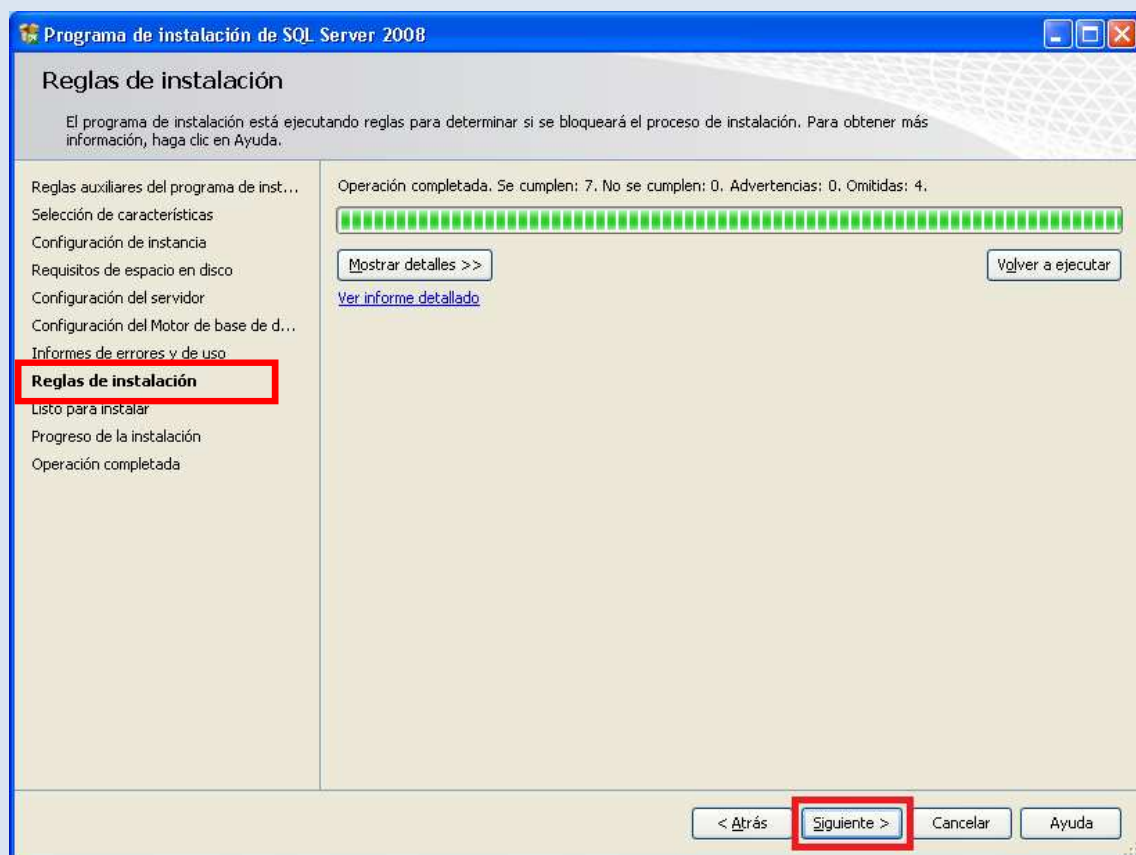 Programa de instalación de SQL Server 2008
Reglas de instalación
El programa de instalación está ejecutando reglas para determinar si se bloqueará el proceso de instalación. Para obtener más
información, haga clic en Ayuda.
Reglas auxiliares del programa de inst...
Selección de características
Configuración de instancia
Requisitos de espacio en disco
Configuración del servidor
Configuración del Motor de base de d...
Informes de errores y de uso
Reglas de instalación
Listo para instalar
Progreso de la instalación
Operación completada
Operación completada. Se cumplen: 7. No se cumplen: 0. Advertencias: 0. Omitidas: 4.
Mostrar detalles >>
Volver a ejecutar
Ver informe detallado
< Atrás
Siguiente >
Cancelar
Ayuda